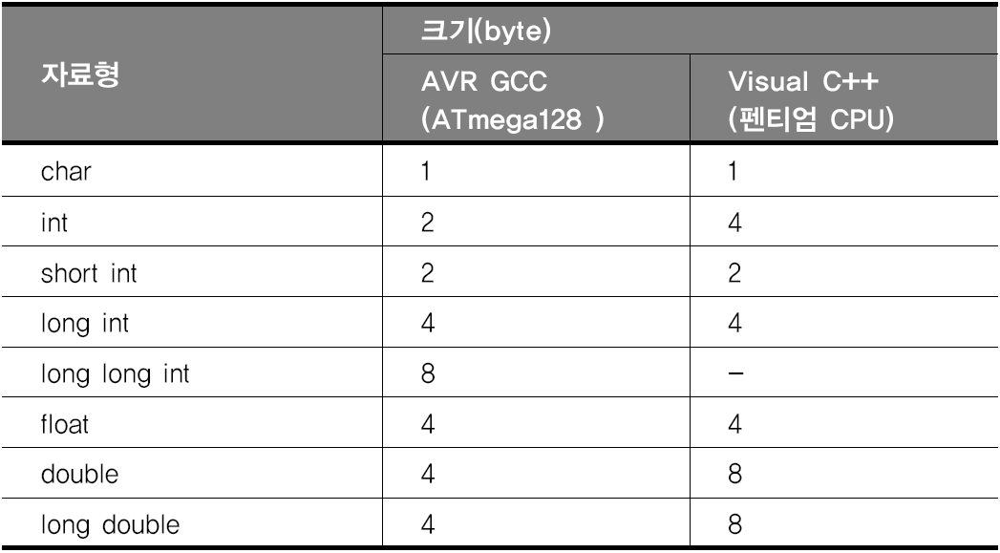 자료형
크기(byte)
AVR GCC
(ATmega128 )
Visual C++
(펜티엄 CPU)
char 1 1
int 2 4
short int 2 2
long int 4 4
long long int 8 –
float 4 4
double 4 8
long double 4 8